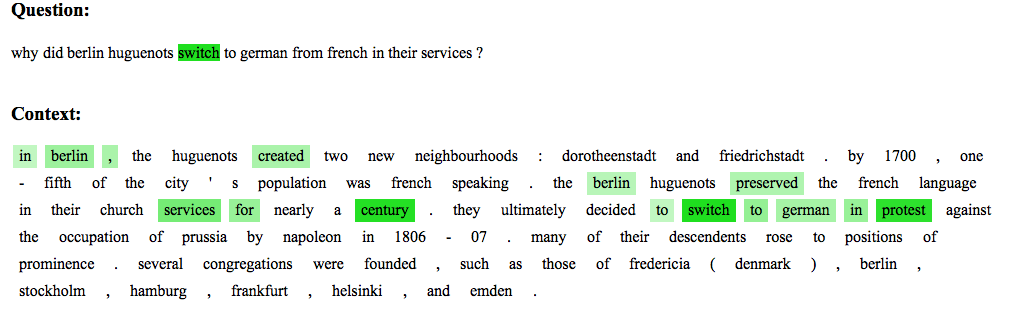 Question:
why did berlin huguenots switch to german from french in their services ?
Context:
in berlin , the huguenots created two new neighbourhoods : dorotheenstadt and friedrichstadt . by 1700 , one
- fifth of the city ' s population was french speaking . the berlin huguenots preserved the french language
in their church services for nearly a century . they ultimately decided to switch to german in protest against
the occupation of prussia by napoleon in 1806 - 07 . many of their descendents rose to positions of
prominence . several congregations were founded , such as those of fredericia ( denmark ) , berlin ,
stockholm , hamburg , frankfurt , helsinki , and emden .